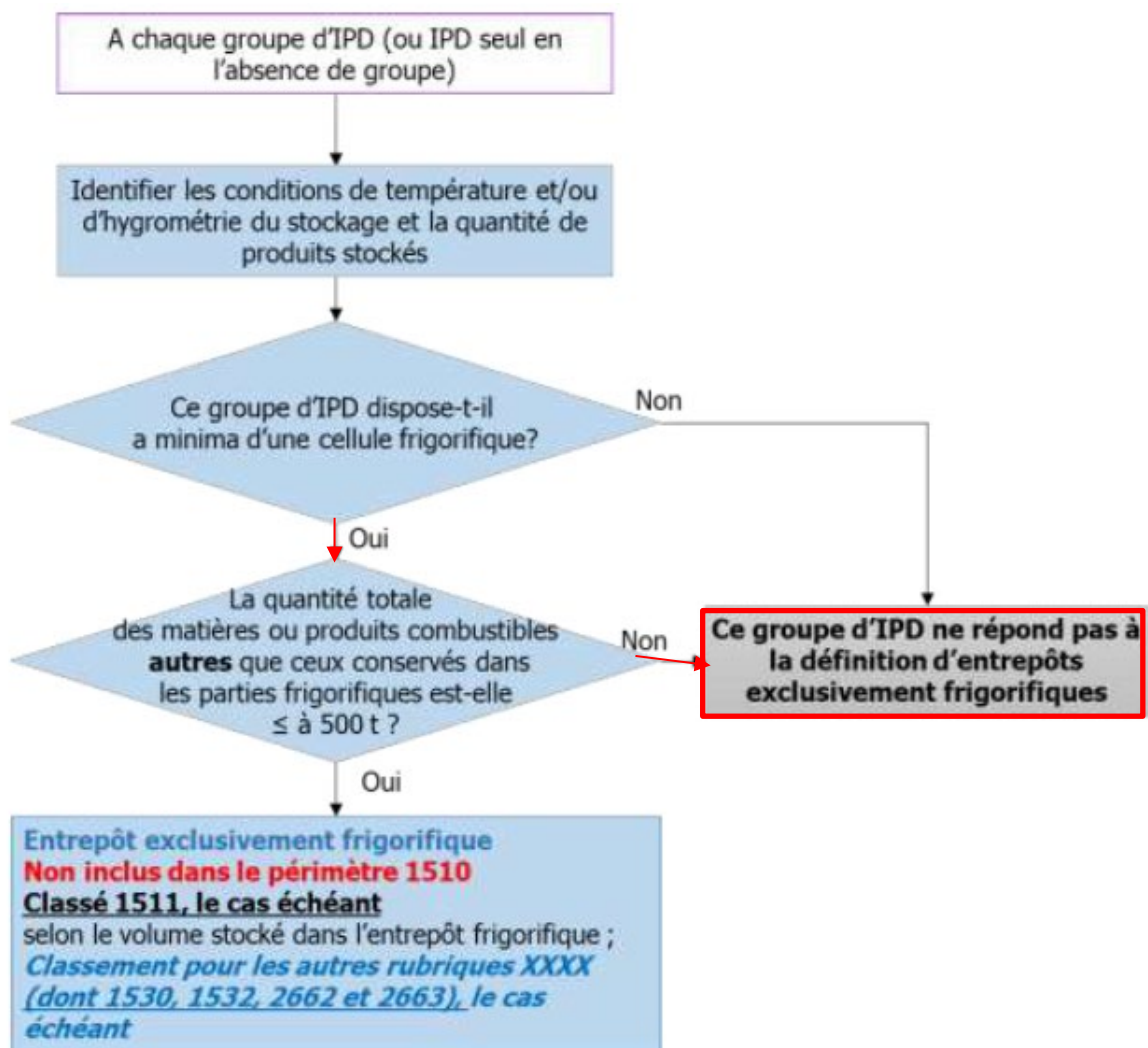 A chaque groupe d'IPD (ou IPD seul en
l'absence de groupe)
Identifier les conditions de température et/ou
d'hygrométrie du stockage et la quantité de
produits stockés
Ce groupe d'IPD dispose-t-il
a minima d'une cellule frigorifique?
Non
Oui
La quantité totale
des matières ou produits combustibles
autres que ceux conservés dans
les parties frigorifiques est-elle
≤ à 500 t ?
Non
Ce groupe d'IPD ne répond pas à
la définition d'entrepôts
exclusivement frigorifiques
Oui
Entrepôt exclusivement frigorifique
Non inclus dans le périmètre 1510
Classé 1511, le cas échéant
selon le volume stocké dans l'entrepôt frigorifique ;
Classement pour les autres rubriques XXXX
(dont 1530, 1532, 2662 et 2663), le cas
échéant